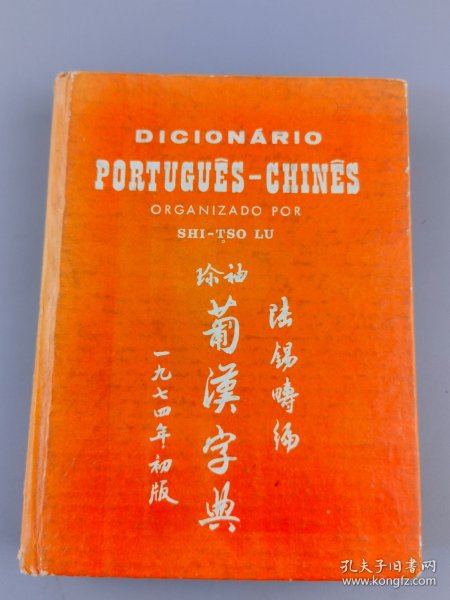 DICIONÁRIO
PORTUGUÊS-CHINÊS
ORGANIZADO POR
SHI-TSO LU
袖珍
葡漢字典
陸錫疇編
一九七四年初版
孔夫子旧书网
www.kongfz.com